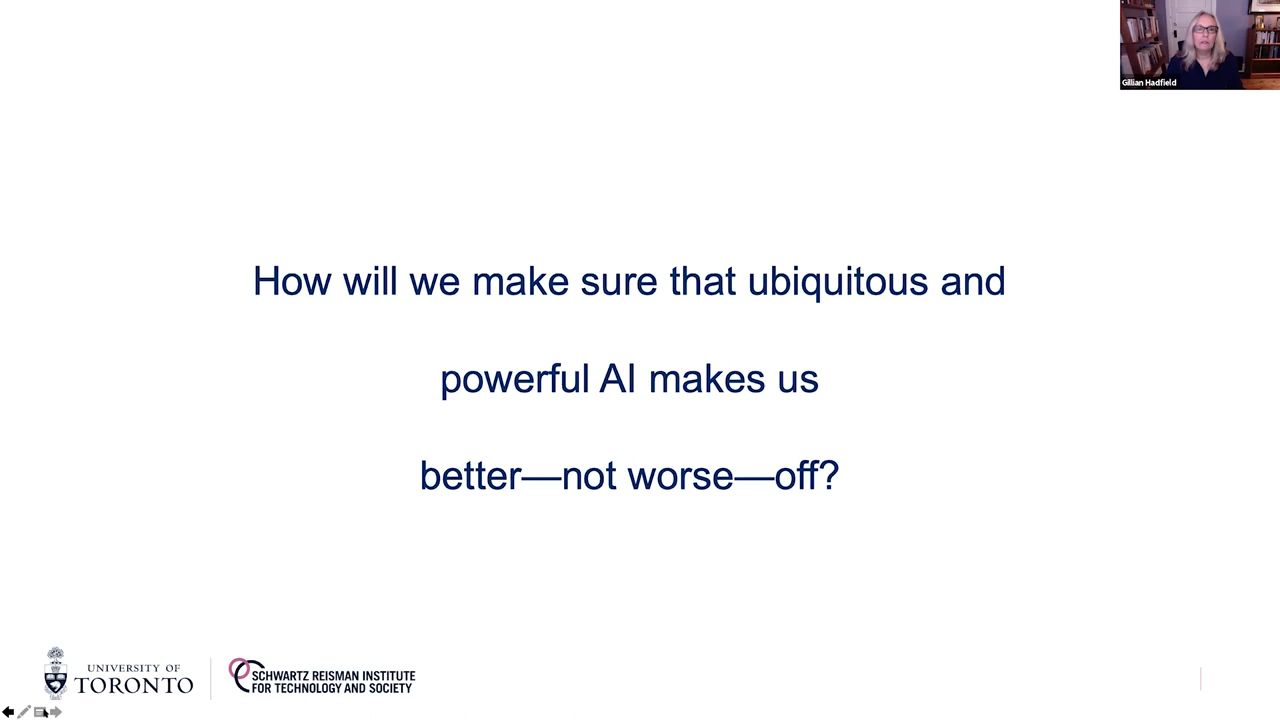 Gillian Hadfield
How will we make sure that ubiquitous and
powerful AI makes us
better—not worse—off?
UNIVERSITY OF
TORONTO
SCHWARTZ REISMAN INSTITUTE
FOR TECHNOLOGY AND SOCIETY